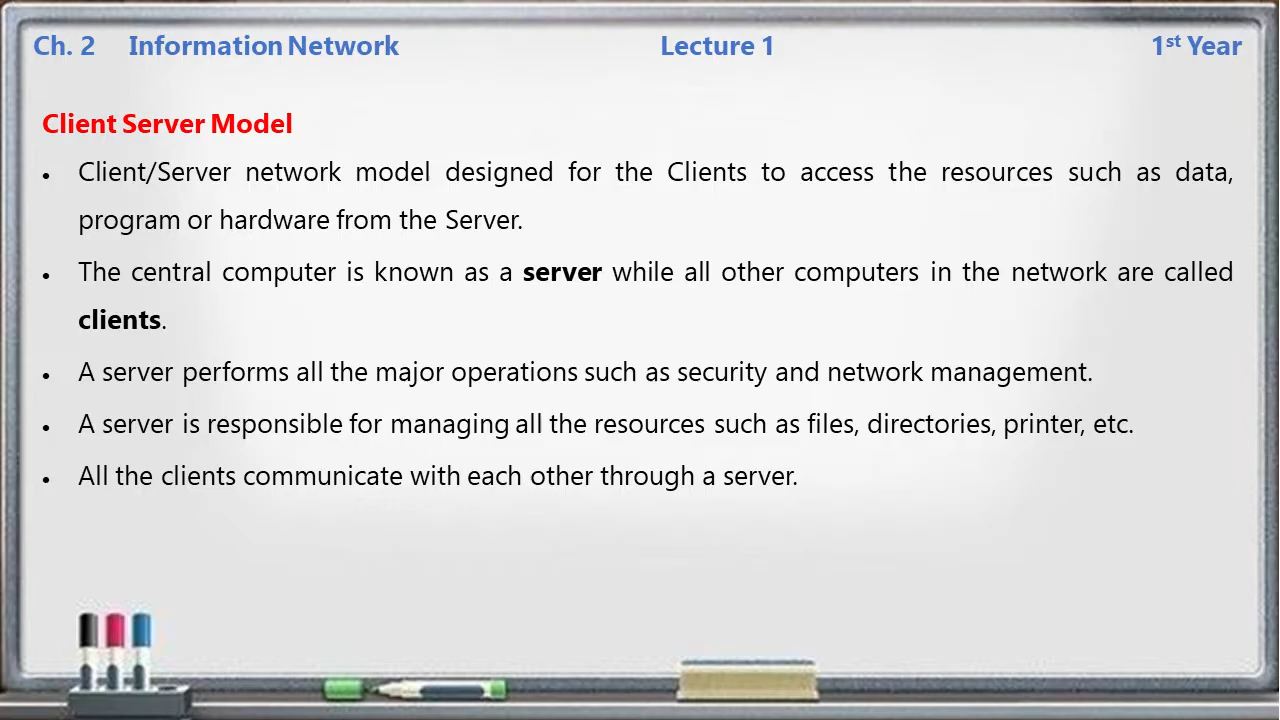 Ch. 2 Information Network Lecture 1 1st Year
Client Server Model
• Client/Server network model designed for the Clients to access the resources such as data,
program or hardware from the Server.
• The central computer is known as a server while all other computers in the network are called
clients.
• A server performs all the major operations such as security and network management.
• A server is responsible for managing all the resources such as files, directories, printer, etc.
• All the clients communicate with each other through a server.